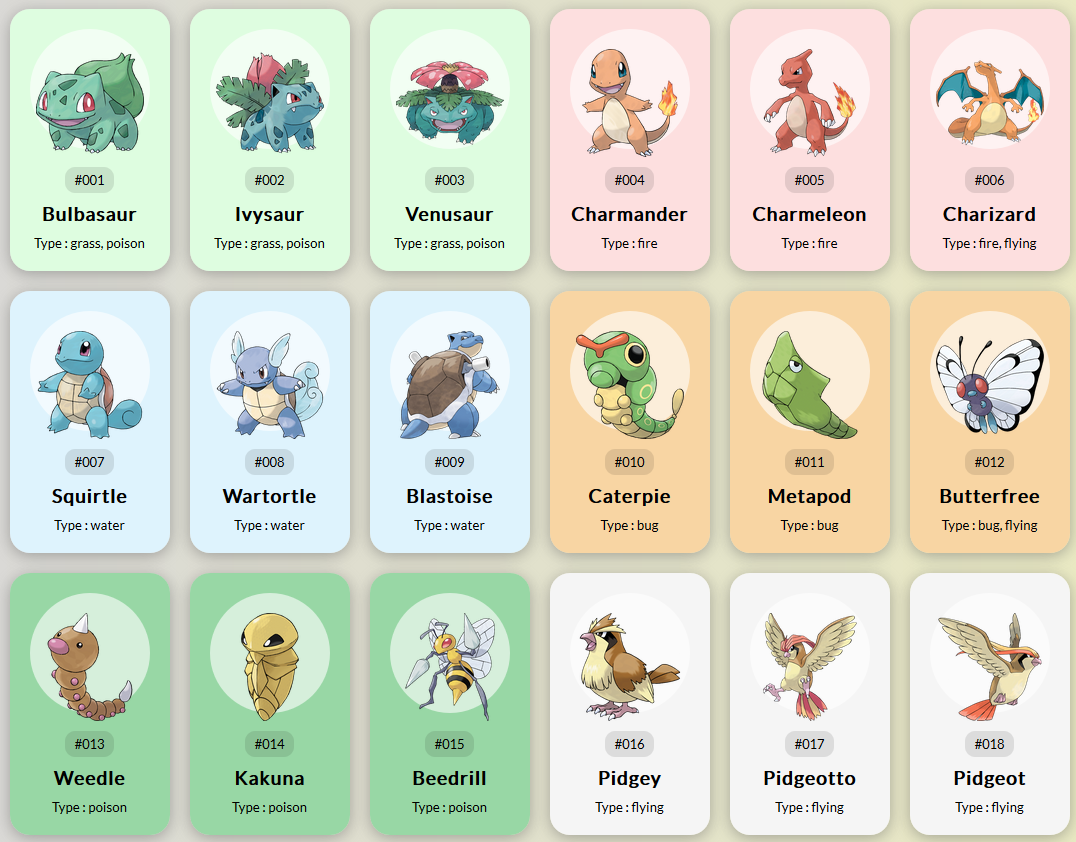 #001
Bulbasaur
Type : grass, poison
#002
Ivysaur
Type : grass, poison
#003
Venusaur
Type : grass, poison
#004
Charmander
Type : fire
#005
Charmeleon
Type : fire
#006
Charizard
Type : fire, flying
#007
Squirtle
Type : water
#008
Wartortle
Type : water
#009
Blastoise
Type : water
#010
Caterpie
Type : bug
#011
Metapod
Type : bug
#012
Butterfree
Type : bug, flying
#013
Weedle
Type : poison
#014
Kakuna
Type : poison
#015
Beedrill
Type : poison
#016
Pidgey
Type : flying
#017
Pidgeotto
Type : flying
#018
Pidgeot
Type : flying